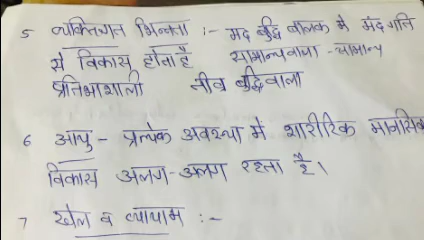 5 व्यक्तिगत भिन्नता :- मंद बुद्धि बालक मे मंद गति
से विकास होता है सामान्य वाला - सामान्य
प्रतिभाशाली तीव्र बुद्धिवाला
6 आयु - प्रत्येक अवस्था में शारीरिक मानसिक
विकास अलग-अलग रहता है।
7 खेल व व्यायाम :-